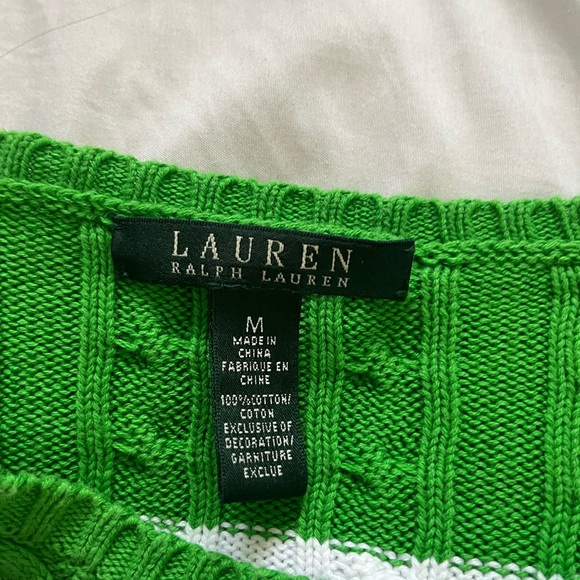 LAUREN
RALPH LAUREN
M
MADE IN
CHINA
FABRIQUE EN
CHINE
100%COTTON/
COTON
EXCLUSIVE OF
DECORATION/
GARNITURE
EXCLUE